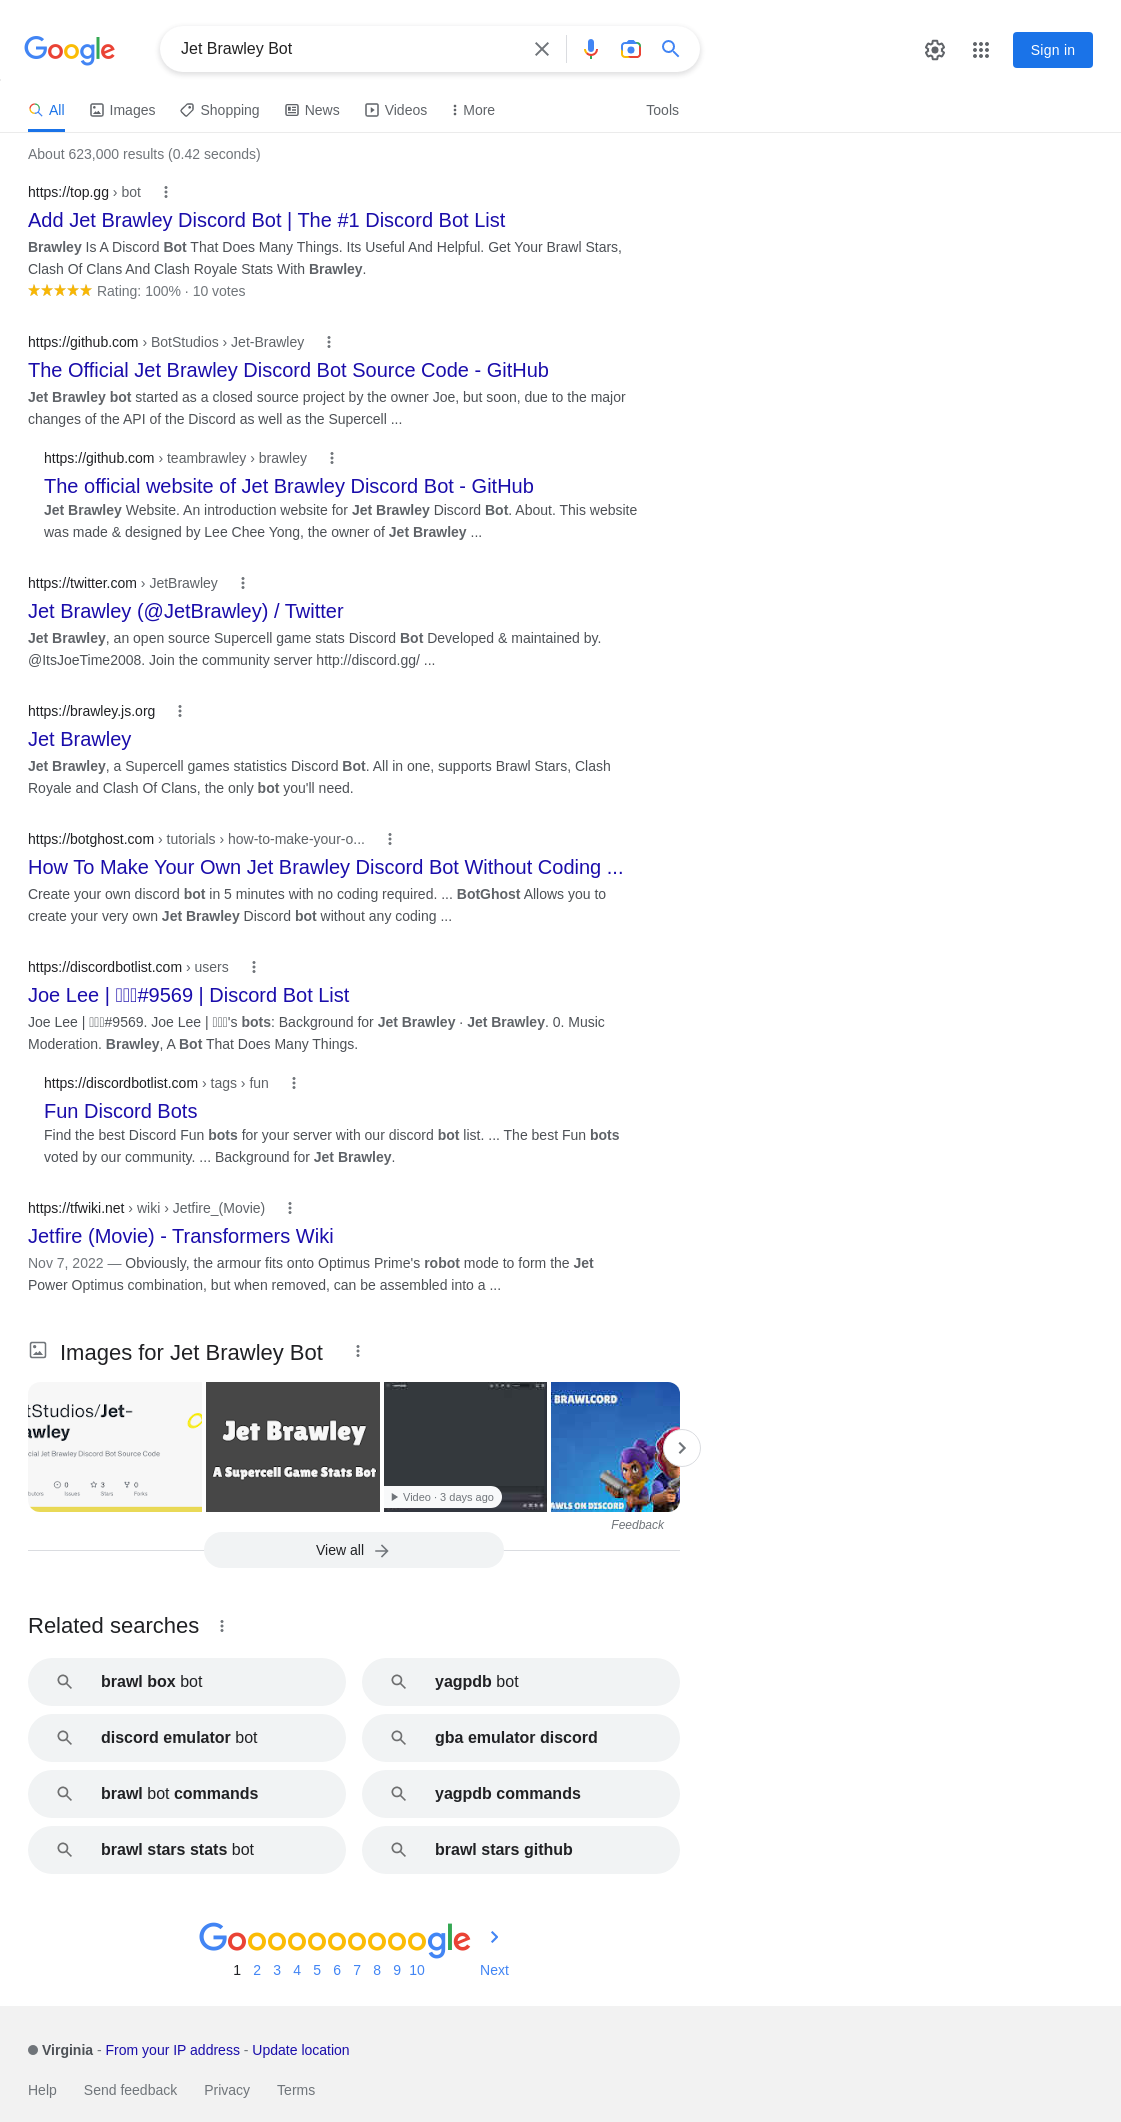 Google
Jet Brawley Bot
Sign in
All
Images
Shopping
News
Videos
More
Tools
About 623,000 results (0.42 seconds)
https://top.gg › bot
Add Jet Brawley Discord Bot | The #1 Discord Bot List
Brawley Is A Discord Bot That Does Many Things. Its Useful And Helpful. Get Your Brawl Stars,
Clash Of Clans And Clash Royale Stats With Brawley.
Rating: 100% · 10 votes
https://github.com › BotStudios › Jet-Brawley
The Official Jet Brawley Discord Bot Source Code - GitHub
Jet Brawley bot started as a closed source project by the owner Joe, but soon, due to the major
changes of the API of the Discord as well as the Supercell ...
https://github.com › teambrawley › brawley
The official website of Jet Brawley Discord Bot - GitHub
Jet Brawley Website. An introduction website for Jet Brawley Discord Bot. About. This website
was made & designed by Lee Chee Yong, the owner of Jet Brawley ...
https://twitter.com › JetBrawley
Jet Brawley (@JetBrawley) / Twitter
Jet Brawley, an open source Supercell game stats Discord Bot Developed & maintained by.
@ItsJoeTime2008. Join the community server http://discord.gg/ ...
https://brawley.js.org
Jet Brawley
Jet Brawley, a Supercell games statistics Discord Bot. All in one, supports Brawl Stars, Clash
Royale and Clash Of Clans, the only bot you'll need.
https://botghost.com › tutorials › how-to-make-your-o...
How To Make Your Own Jet Brawley Discord Bot Without Coding ...
Create your own discord bot in 5 minutes with no coding required. ... BotGhost Allows you to
create your very own Jet Brawley Discord bot without any coding ...
https://discordbotlist.com › users
Joe Lee | #9569 | Discord Bot List
Joe Lee | #9569. Joe Lee | 's bots: Background for Jet Brawley · Jet Brawley. 0. Music
Moderation. Brawley, A Bot That Does Many Things.
https://discordbotlist.com › tags › fun
Fun Discord Bots
Find the best Discord Fun bots for your server with our discord bot list. ... The best Fun bots
voted by our community. ... Background for Jet Brawley.
https://tfwiki.net › wiki › Jetfire_(Movie)
Jetfire (Movie) - Transformers Wiki
Nov 7, 2022 — Obviously, the armour fits onto Optimus Prime's robot mode to form the Jet
Power Optimus combination, but when removed, can be assembled into a ...
Images for Jet Brawley Bot
tStudios/Jet-
awley
cial Jet Brawley Discord Bot Source Code
0
3
0
Issues
Stars
Forks
Jet Brawley
A Supercell Game Stats Bot
Video · 3 days ago
BRAWLCORD
AWLS ON DISCORD
Feedback
View all
Related searches
brawl box bot
yagpdb bot
discord emulator bot
gba emulator discord
brawl bot commands
yagpdb commands
brawl stars stats bot
brawl stars github
Goooooooooogle
1 2 3 4 5 6 7 8 9 10 Next
Virginia - From your IP address - Update location
Help Send feedback Privacy Terms